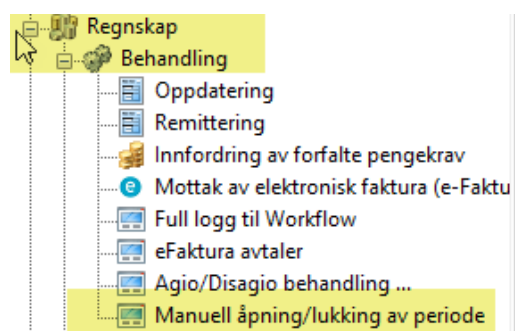 Regnskap
Behandling
Oppdatering
Remittering
Innfordring av forfalte pengekrav
Mottak av elektronisk faktura (e-Faktu
Full logg til Workflow
eFaktura avtaler
Agio/Disagio behandling ...
Manuell åpning/lukking av periode